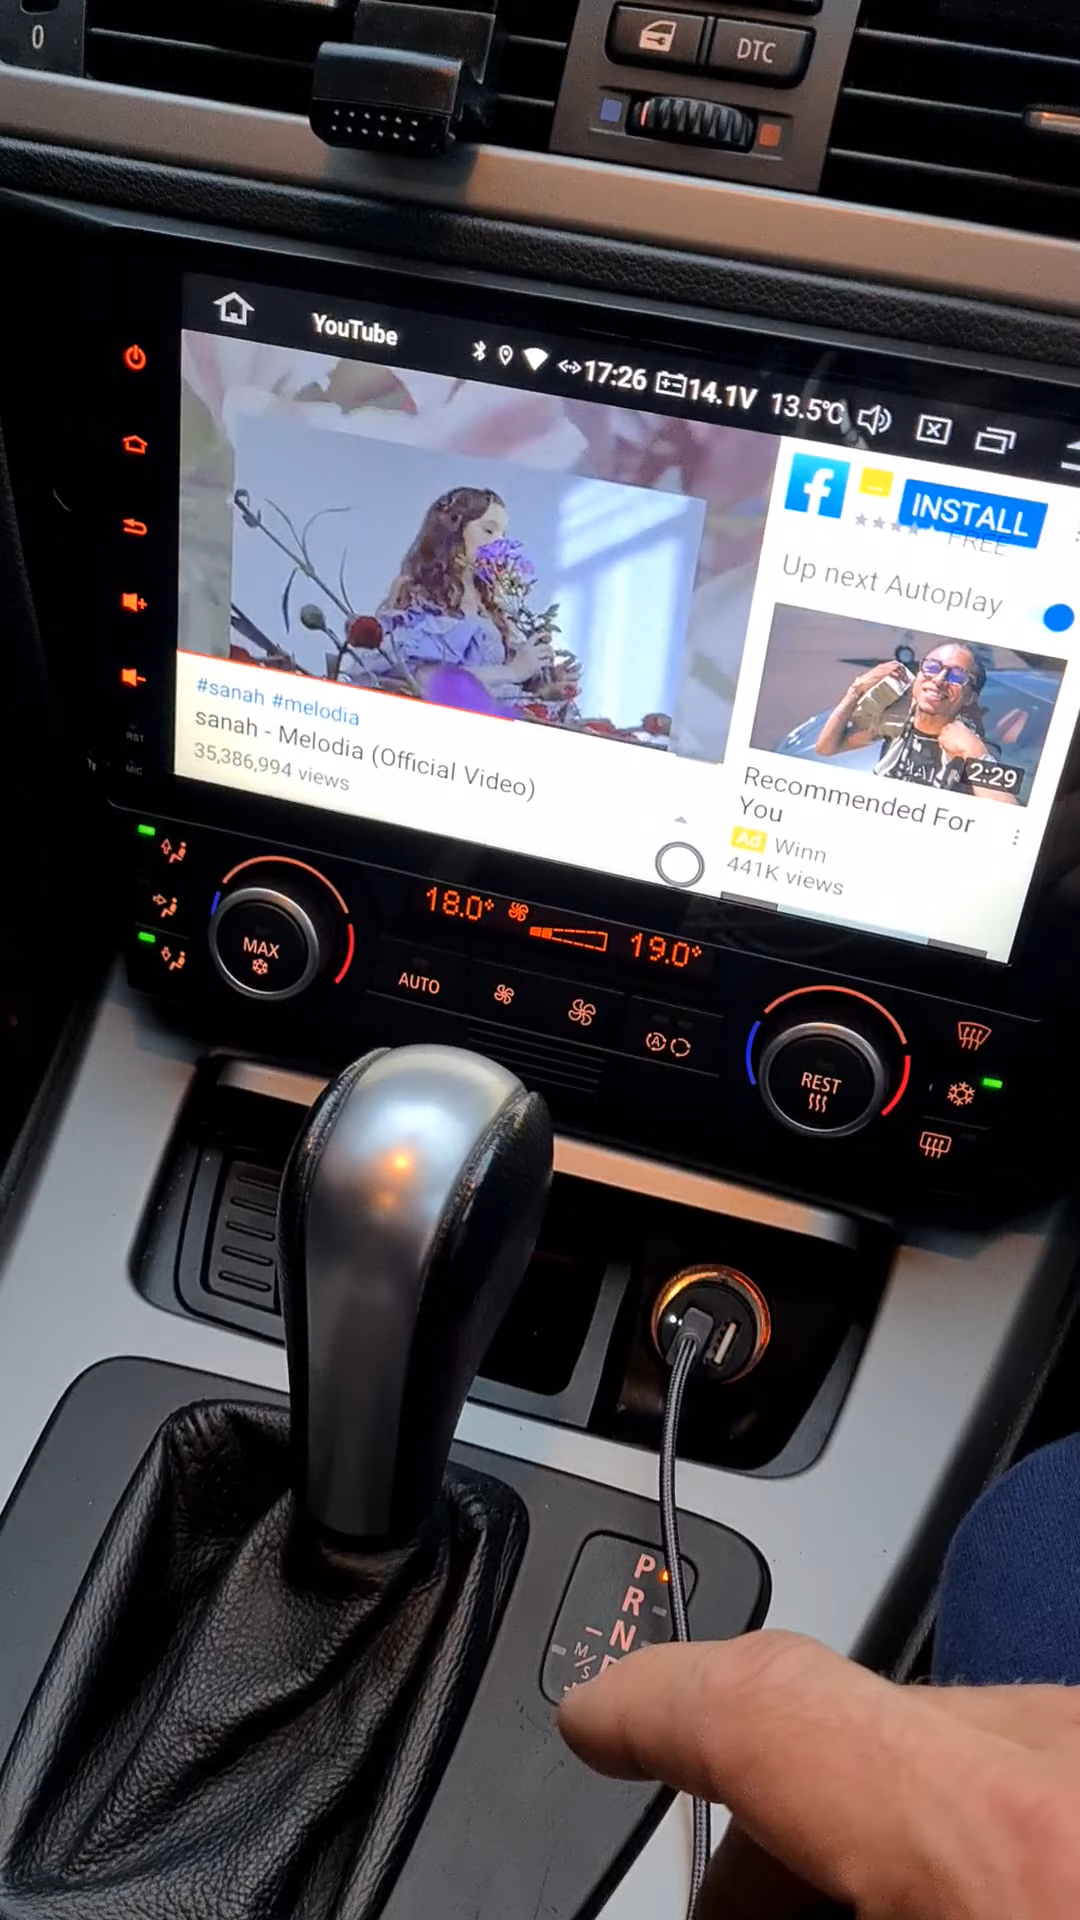 0
DTC
YouTube
17:26
14.1V
13.5℃
INSTALL
FREE
Up next Autoplay
#sanah #melodia
sanah - Melodia (Official Video)
35,386,994 views
2:29
Recommended For
You
Ad Winn
441K views
RST
MIC
18.0°
19.0°
MAX
AUTO
A
REST
P
R
N
M/S